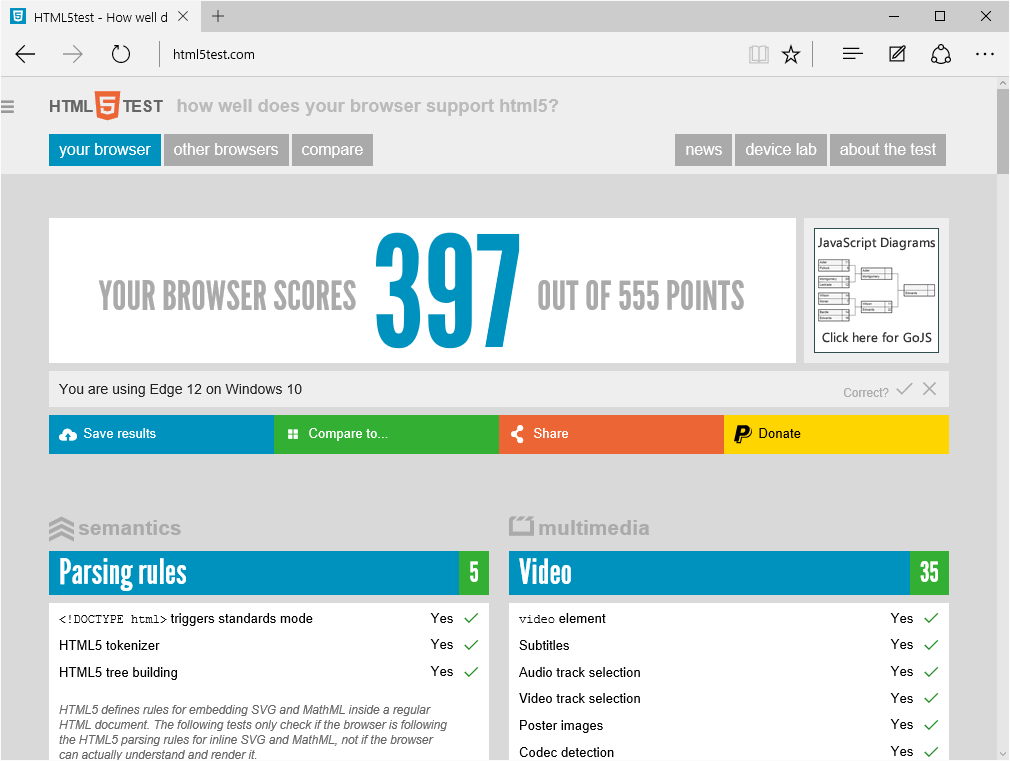 HTML5test - How well d
html5test.com
HTML 5 TEST how well does your browser support html5?
your browser other browsers compare news device lab about the test
YOUR BROWSER SCORES 397 OUT OF 555 POINTS
JavaScript Diagrams
Click here for GoJS
You are using Edge 12 on Windows 10 Correct?
Save results Compare to... Share Donate
semantics
Parsing rules 5
<!DOCTYPE html> triggers standards mode Yes
HTML5 tokenizer Yes
HTML5 tree building Yes
HTML5 defines rules for embedding SVG and MathML inside a regular
HTML document. The following tests only check if the browser is following
the HTML5 parsing rules for inline SVG and MathML, not if the browser
can actually understand and render it.
multimedia
Video 35
video element Yes
Subtitles Yes
Audio track selection Yes
Video track selection Yes
Poster images Yes
Codec detection Yes